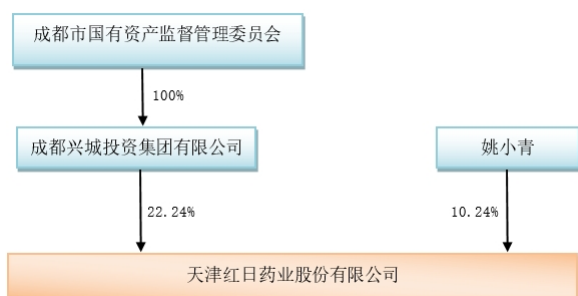 成都市国有资产监督管理委员会
100%
成都兴城投资集团有限公司
姚小青
22.24%
10.24%
天津红日药业股份有限公司